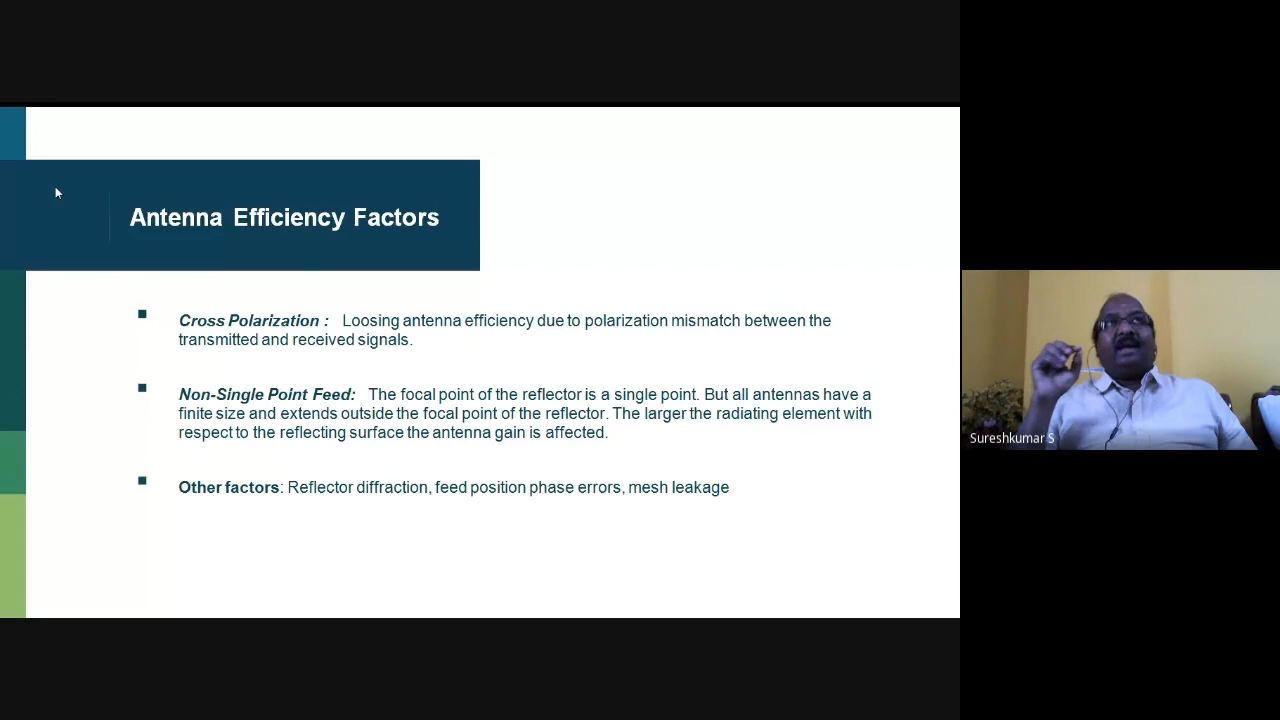 Antenna Efficiency Factors
Cross Polarization : Loosing antenna efficiency due to polarization mismatch between the
transmitted and received signals.
Non-Single Point Feed: The focal point of the reflector is a single point. But all antennas have a
finite size and extends outside the focal point of the reflector. The larger the radiating element with
respect to the reflecting surface the antenna gain is affected.
Other factors: Reflector diffraction, feed position phase errors, mesh leakage
Sureshkumar S